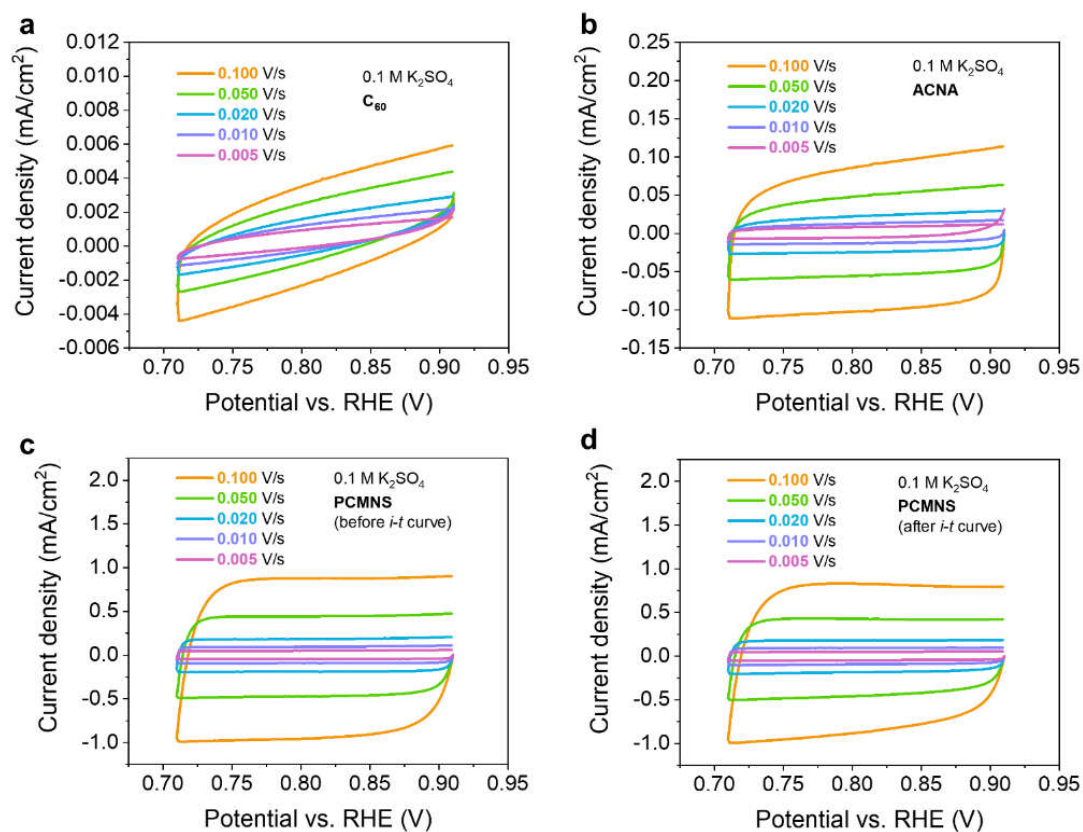 a
Current density (mA/cm²)
0.012
0.010
0.008
0.006
0.004
0.002
0.000
-0.002
-0.004
-0.006
0.100 V/s
0.050 V/s
0.020 V/s
0.010 V/s
0.005 V/s
0.1 M K₂SO₄
C₆₀
0.70 0.75 0.80 0.85 0.90 0.95
Potential vs. RHE (V)
b
Current density (mA/cm²)
0.25
0.20
0.15
0.10
0.05
0.00
-0.05
-0.10
-0.15
0.100 V/s
0.050 V/s
0.020 V/s
0.010 V/s
0.005 V/s
0.1 M K₂SO₄
ACNA
0.70 0.75 0.80 0.85 0.90 0.95
Potential vs. RHE (V)
c
Current density (mA/cm²)
2.0
1.5
1.0
0.5
0.0
-0.5
-1.0
0.100 V/s
0.050 V/s
0.020 V/s
0.010 V/s
0.005 V/s
0.1 M K₂SO₄
PCMNS
(before i-t curve)
0.70 0.75 0.80 0.85 0.90 0.95
Potential vs. RHE (V)
d
Current density (mA/cm²)
2.0
1.5
1.0
0.5
0.0
-0.5
-1.0
0.100 V/s
0.050 V/s
0.020 V/s
0.010 V/s
0.005 V/s
0.1 M K₂SO₄
PCMNS
(after i-t curve)
0.70 0.75 0.80 0.85 0.90 0.95
Potential vs. RHE (V)